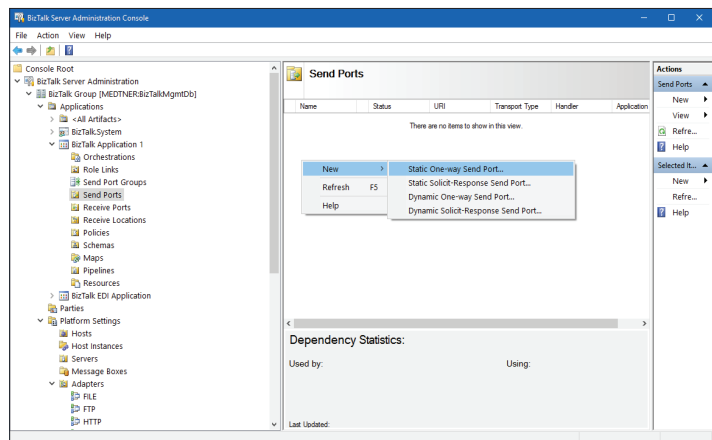 BizTalk Server Administration Console
File Action View Help
Console Root
BizTalk Server Administration
BizTalk Group [MEDTNER:BizTalkMgmtDb]
Applications
<All Artifacts>
BizTalk.System
BizTalk Application 1
Orchestrations
Role Links
Send Port Groups
Send Ports
Receive Ports
Receive Locations
Policies
Schemas
Maps
Pipelines
Resources
BizTalk EDI Application
Parties
Platform Settings
Hosts
Host Instances
Servers
Message Boxes
Adapters
FILE
FTP
HTTP
Send Ports
Name Status URI Transport Type Handler Application
There are no items to show in this view.
New
Refresh F5
Help
Static One-way Send Port...
Static Solicit-Response Send Port...
Dynamic One-way Send Port...
Dynamic Solicit-Response Send Port...
Dependency Statistics:
Used by: Using:
Last Updated:
Actions
Send Ports
New
View
Refre...
Help
Selected It...
New
Refre...
Help